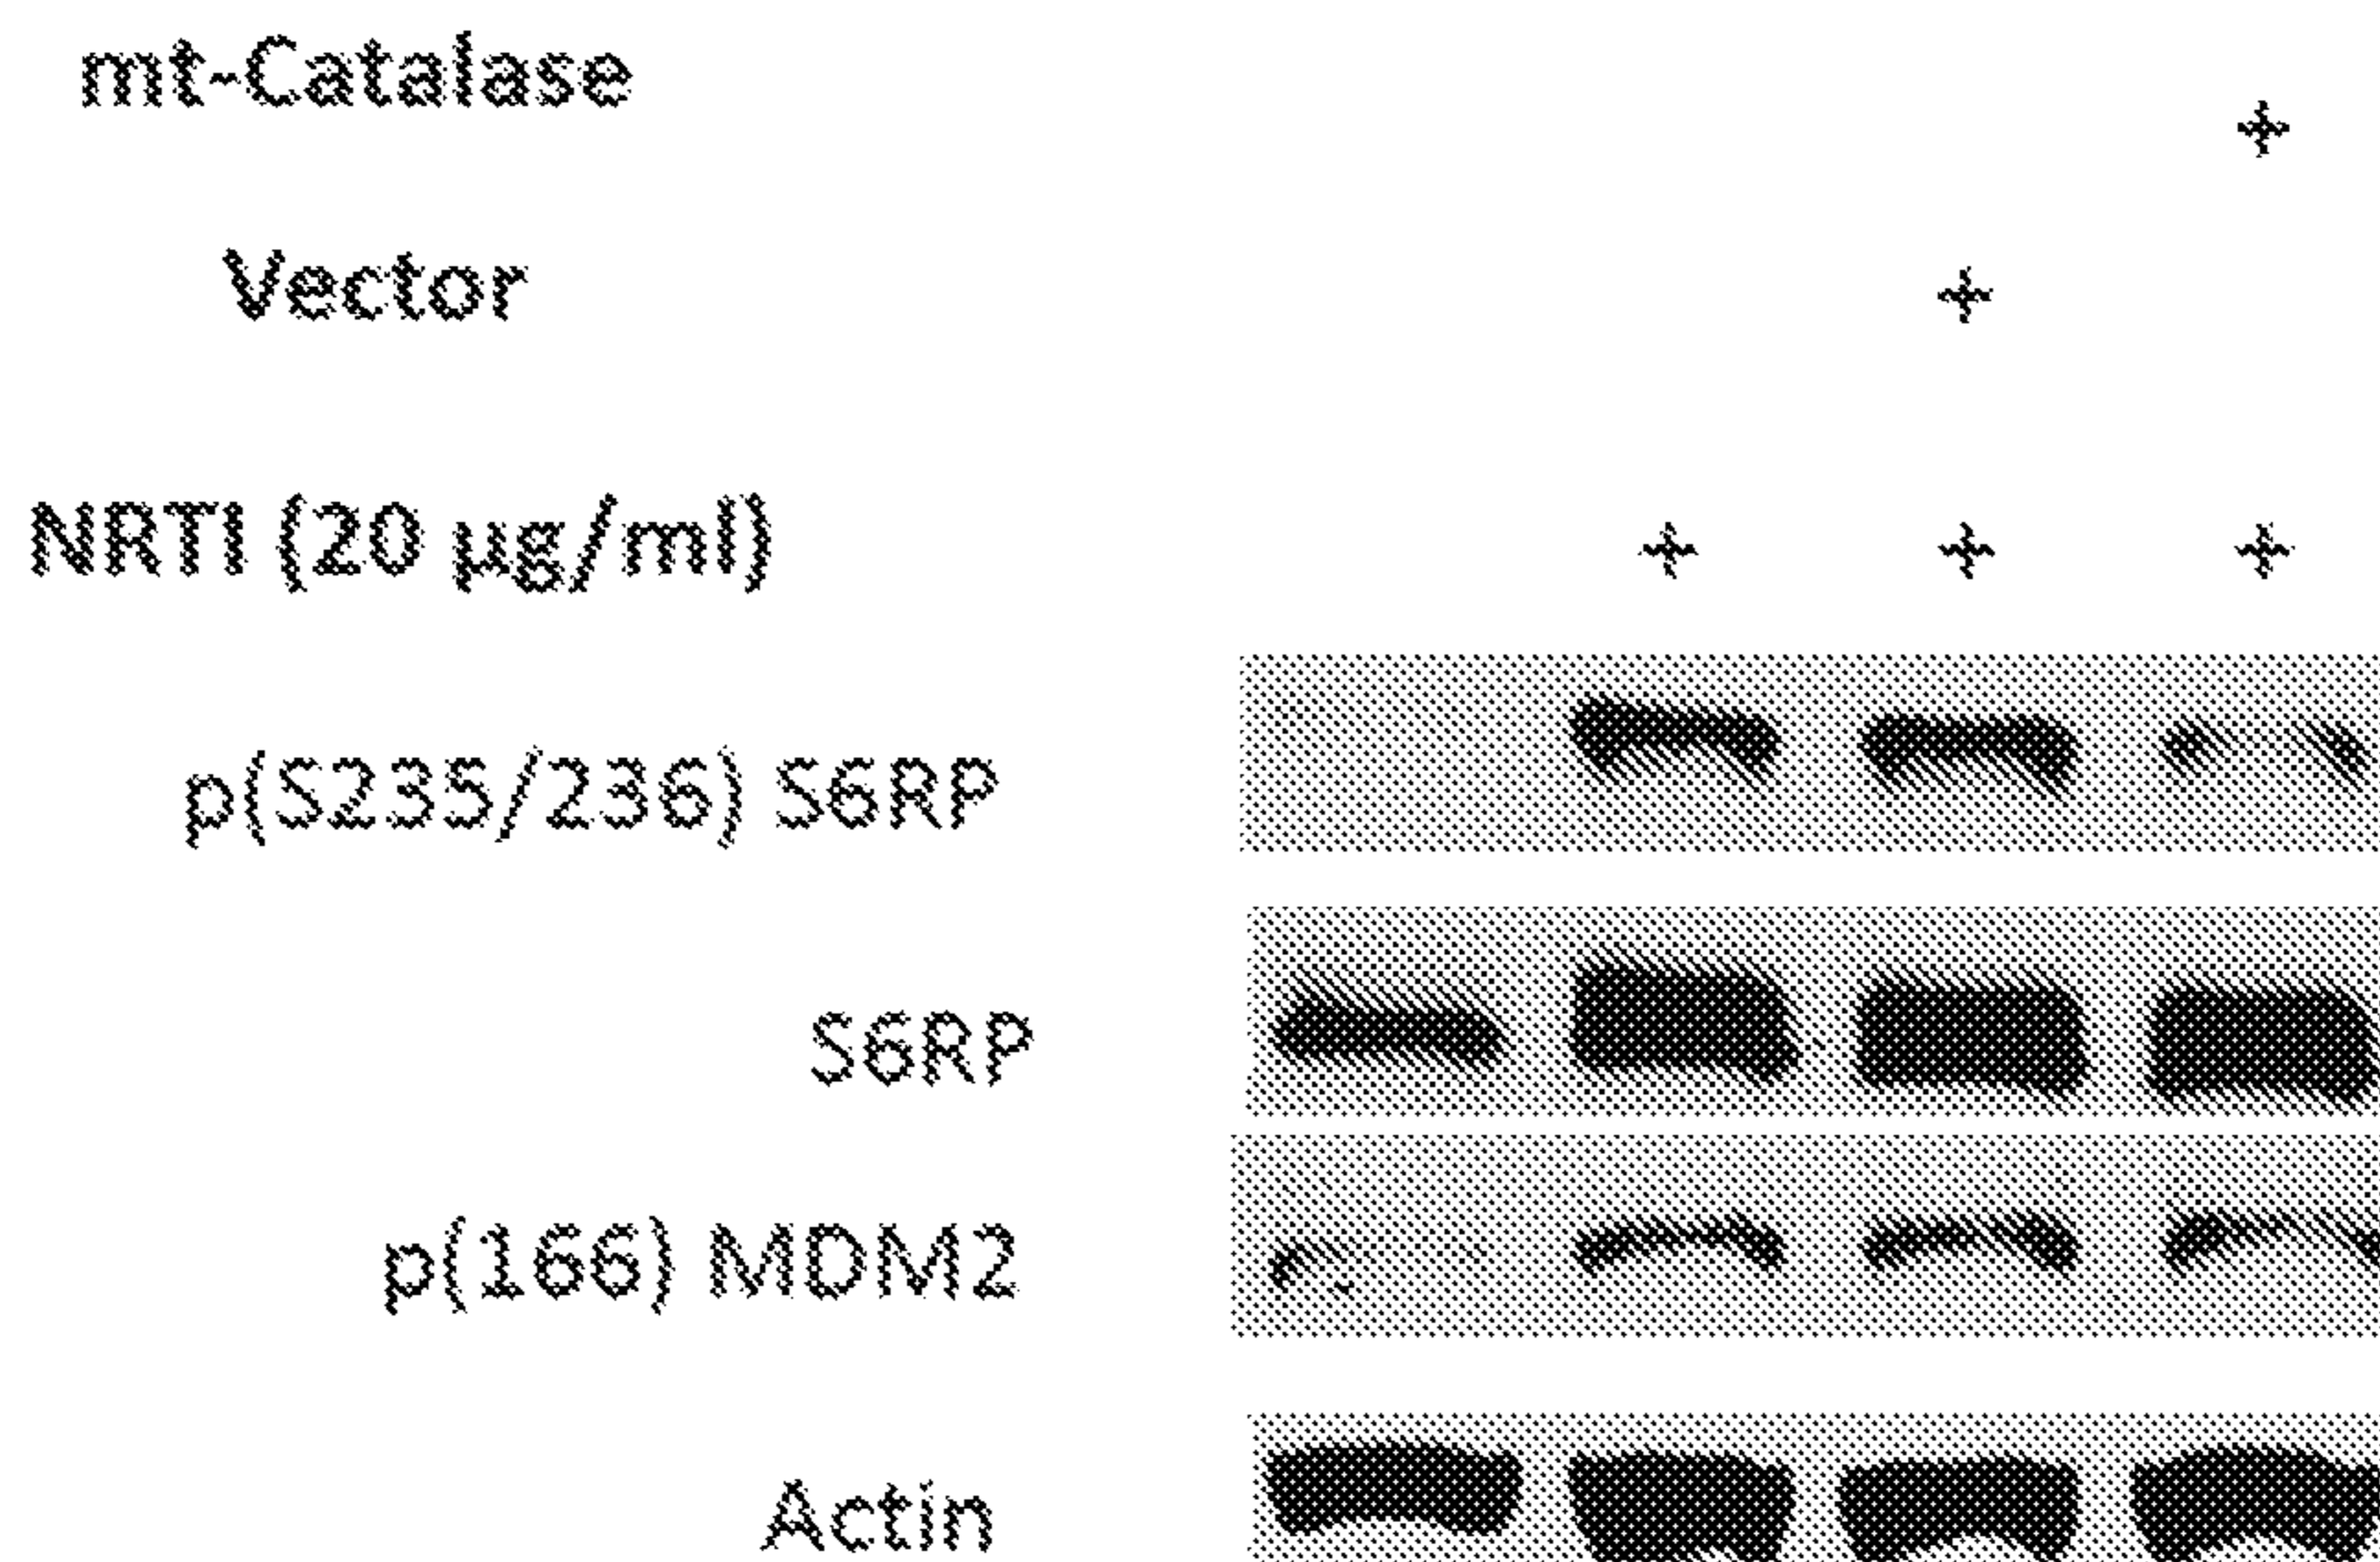 mt-Catalase +
Vector +
NRTI (20 µg/ml) + + +
p(S235/236) S6RP
S6RP
p(166) MDM2
Actin